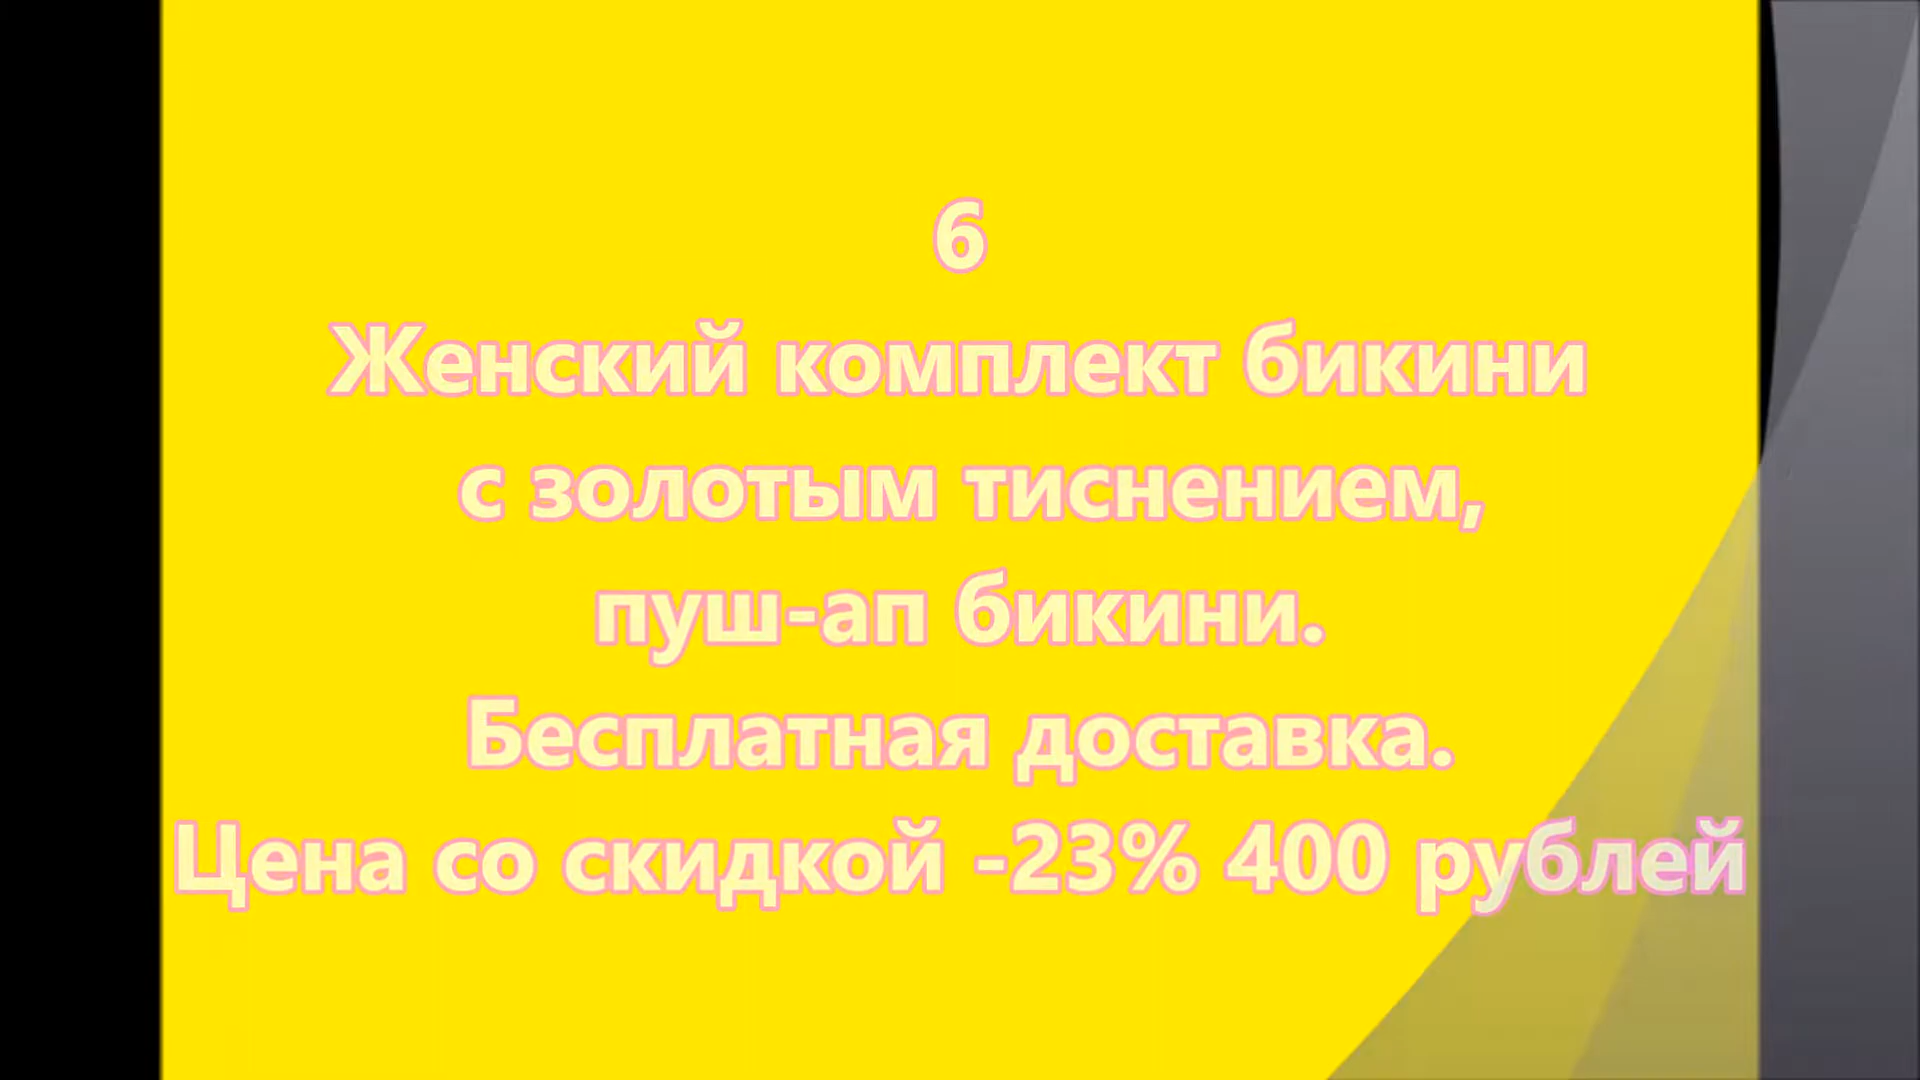 6
Женский комплект бикини
с золотым тиснением,
пуш-ап бикини.
Бесплатная доставка.
Цена со скидкой -23% 400 рублей